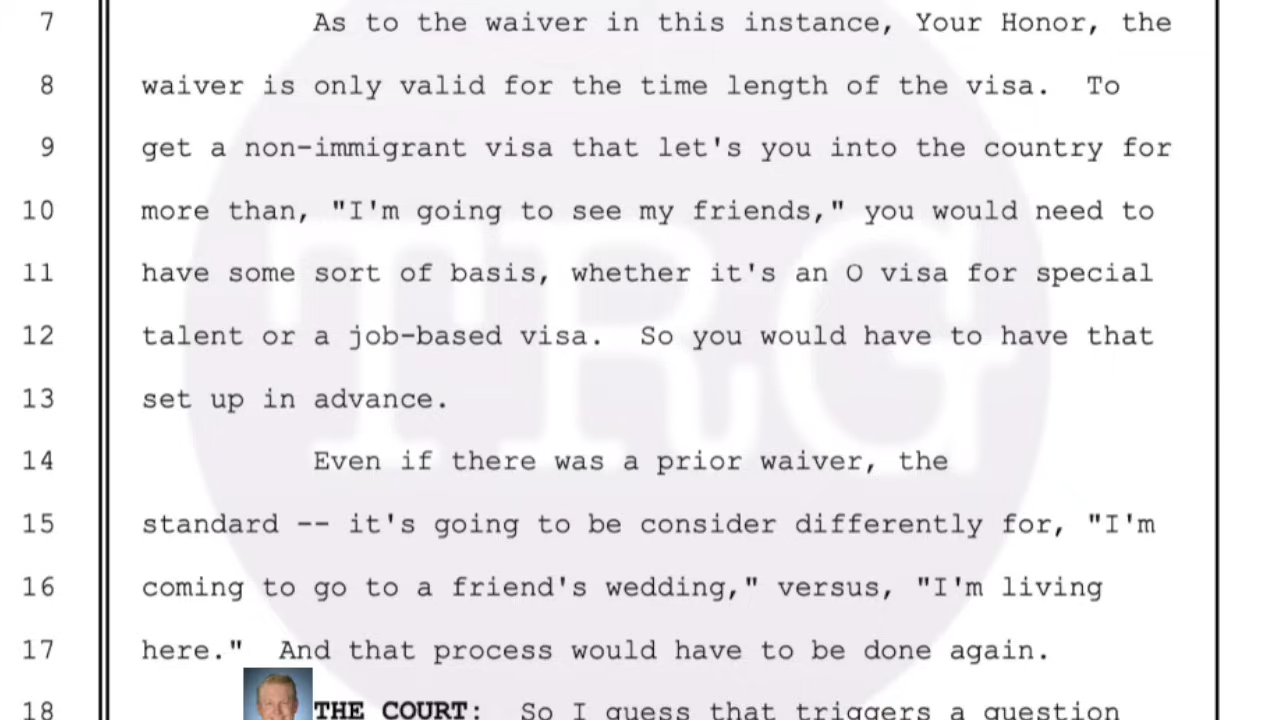 7 As to the waiver in this instance, Your Honor, the
8 waiver is only valid for the time length of the visa. To
9 get a non-immigrant visa that let's you into the country for
10 more than, "I'm going to see my friends," you would need to
11 have some sort of basis, whether it's an O visa for special
12 talent or a job-based visa. So you would have to have that
13 set up in advance.
14 Even if there was a prior waiver, the
15 standard -- it's going to be consider differently for, "I'm
16 coming to go to a friend's wedding," versus, "I'm living
17 here." And that process would have to be done again.
18 THE COURT: So I guess that triggers a question
TRG